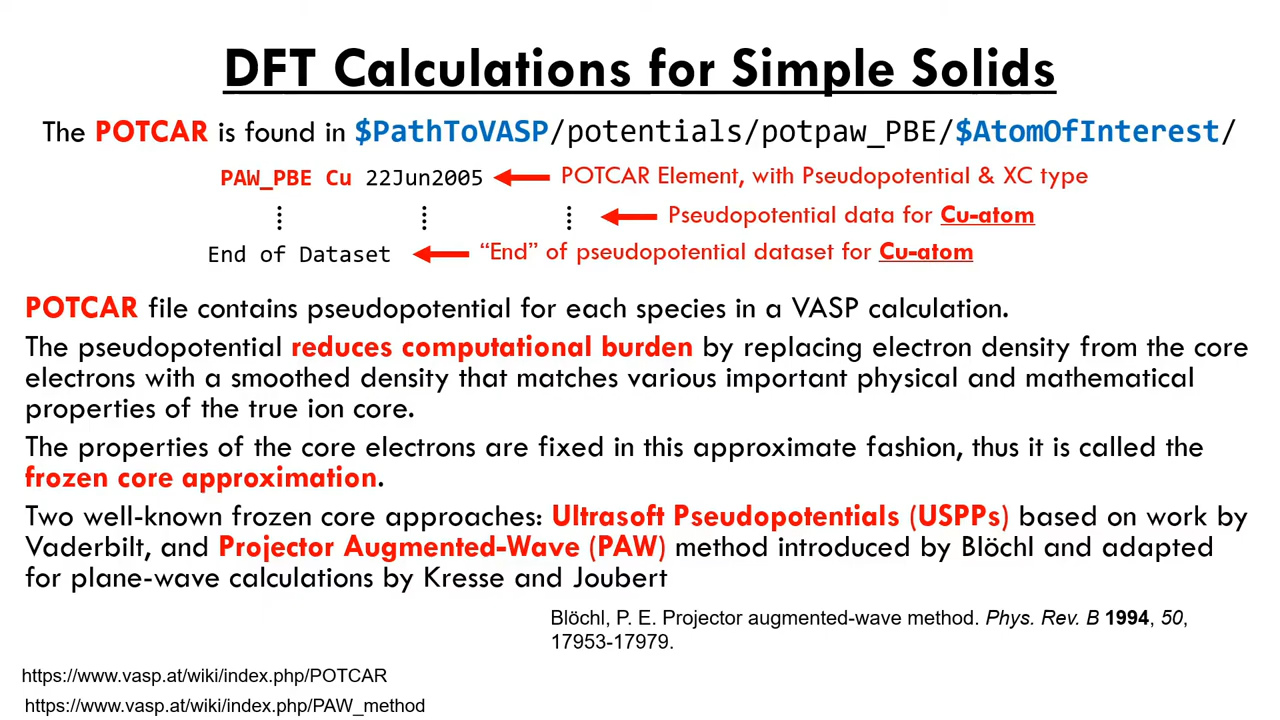 DFT Calculations for Simple Solids
The POTCAR is found in $PathToVASP/potentials/potpaw_PBE/$AtomOfInterest/
PAW_PBE Cu 22Jun2005 POTCAR Element, with Pseudopotential & XC type
Pseudopotential data for Cu-atom
End of Dataset “End” of pseudopotential dataset for Cu-atom
POTCAR file contains pseudopotential for each species in a VASP calculation.
The pseudopotential reduces computational burden by replacing electron density from the core
electrons with a smoothed density that matches various important physical and mathematical
properties of the true ion core.
The properties of the core electrons are fixed in this approximate fashion, thus it is called the
frozen core approximation.
Two well-known frozen core approaches: Ultrasoft Pseudopotentials (USPPs) based on work by
Vaderbilt, and Projector Augmented-Wave (PAW) method introduced by Blöchl and adapted
for plane-wave calculations by Kresse and Joubert
Blöchl, P. E. Projector augmented-wave method. Phys. Rev. B 1994, 50,
17953-17979.
https://www.vasp.at/wiki/index.php/POTCAR
https://www.vasp.at/wiki/index.php/PAW_method